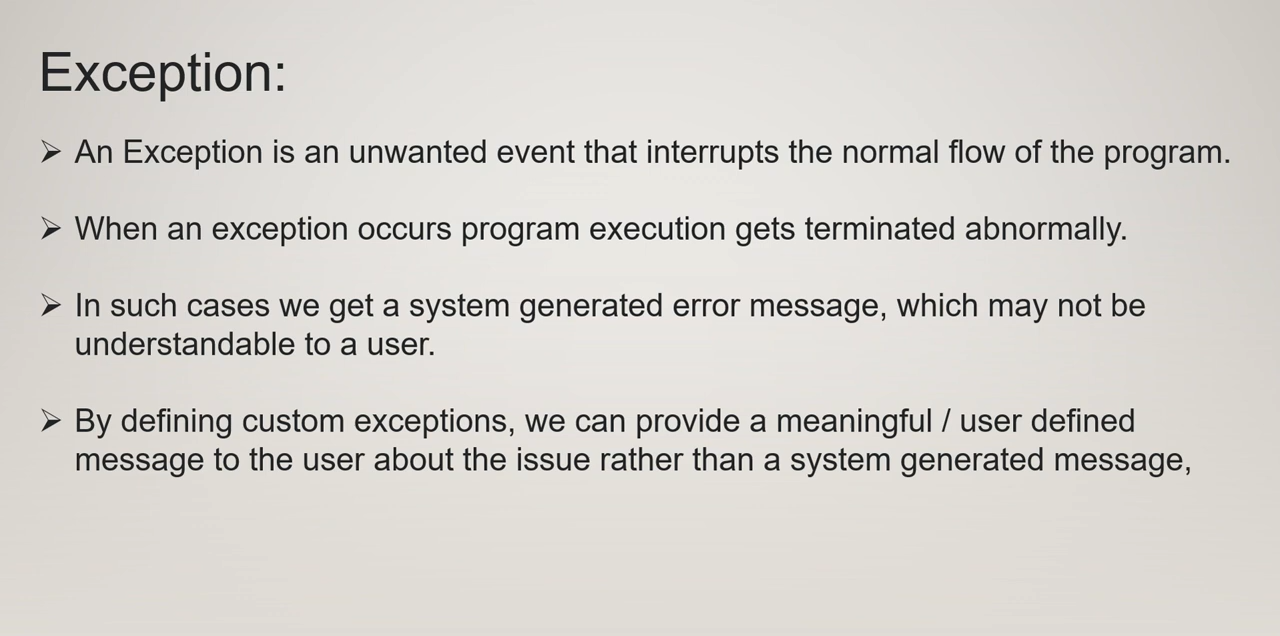 Exception:
➢ An Exception is an unwanted event that interrupts the normal flow of the program.
➢ When an exception occurs program execution gets terminated abnormally.
➢ In such cases we get a system generated error message, which may not be
understandable to a user.
➢ By defining custom exceptions, we can provide a meaningful / user defined
message to the user about the issue rather than a system generated message,